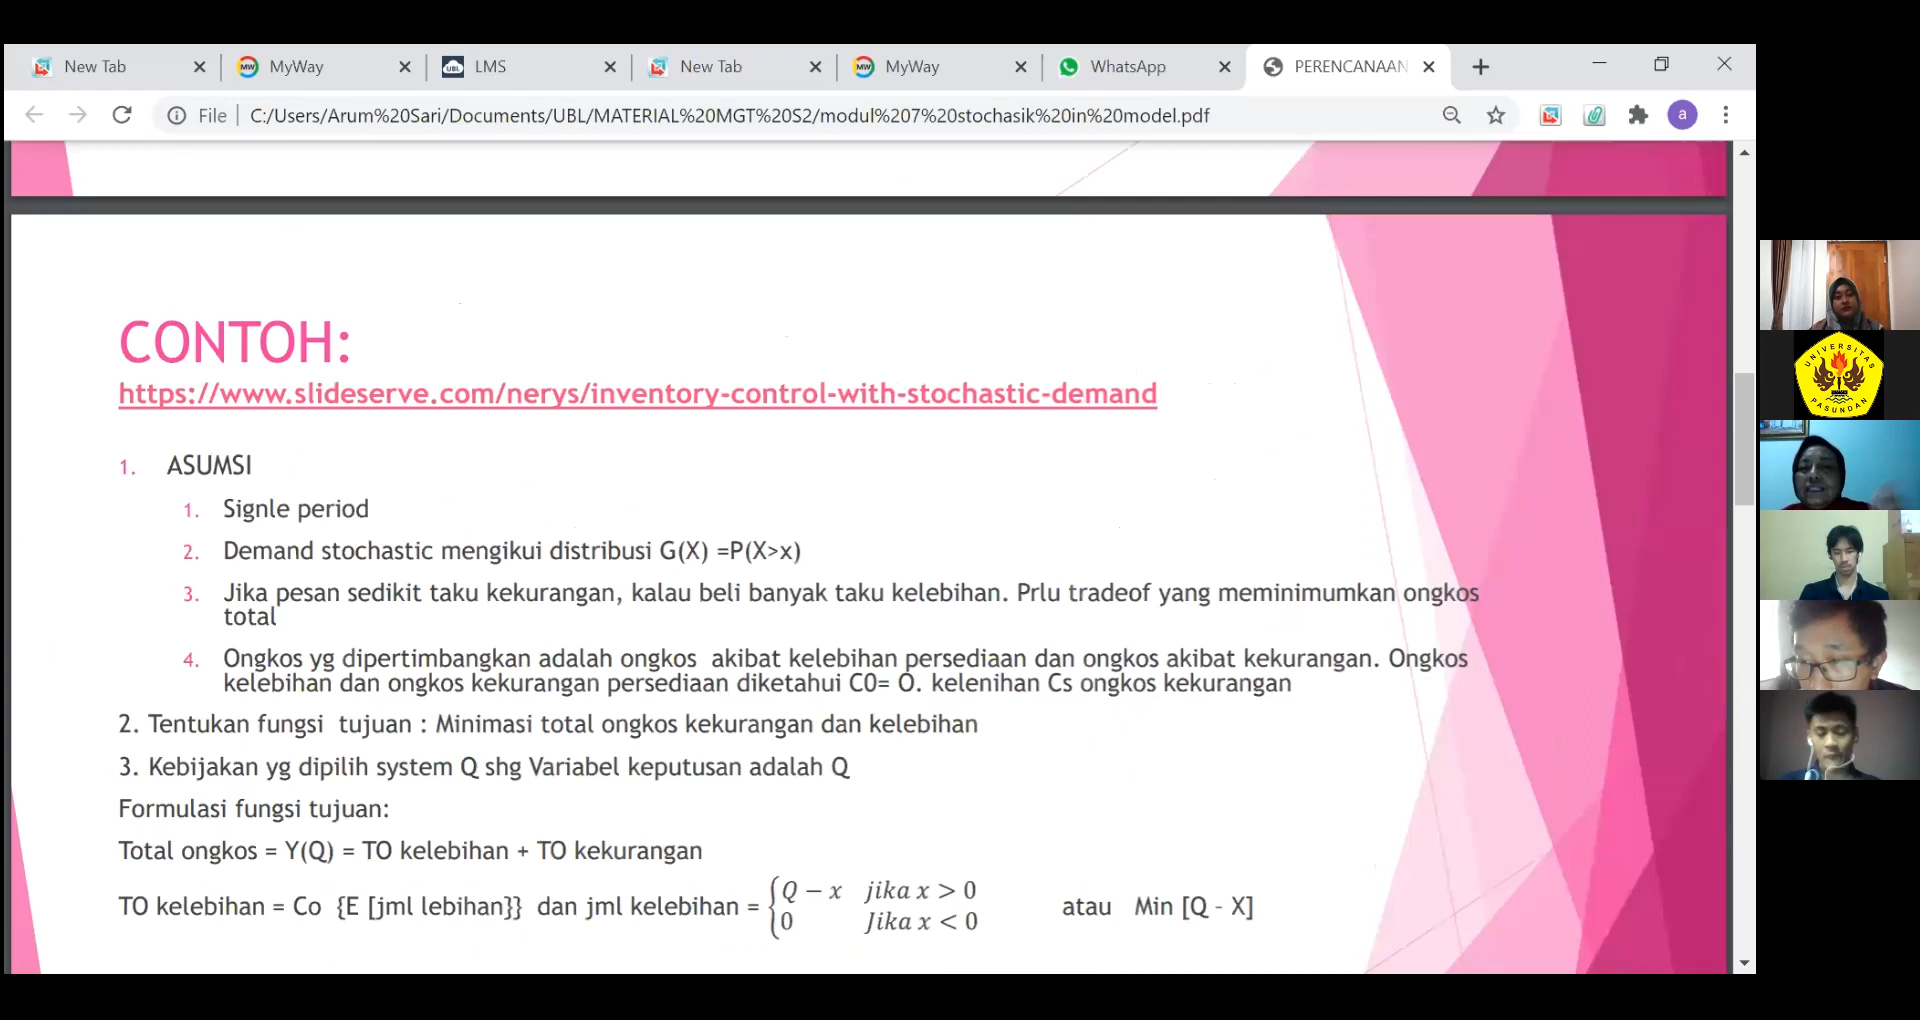 New Tab MyWay LMS New Tab MyWay WhatsApp PERENCANAAN
File C:/Users/Arum%20Sari/Documents/UBL/MATERIAL%20MGT%20S2/modul%207%20stochasik%20in%20model.pdf a
CONTOH:
https://www.slideserve.com/nerys/inventory-control-with-stochastic-demand
1. ASUMSI
1. Signle period
2. Demand stochastic mengikui distribusi G(X) =P(X>x)
3. Jika pesan sedikit taku kekurangan, kalau beli banyak taku kelebihan. Prlu tradeof yang meminimumkan ongkos
total
4. Ongkos yg dipertimbangkan adalah ongkos akibat kelebihan persediaan dan ongkos akibat kekurangan. Ongkos
kelebihan dan ongkos kekurangan persediaan diketahui C0= O. kelenihan Cs ongkos kekurangan
2. Tentukan fungsi tujuan : Minimasi total ongkos kekurangan dan kelebihan
3. Kebijakan yg dipilih system Q shg Variabel keputusan adalah Q
Formulasi fungsi tujuan:
Total ongkos = Y(Q) = TO kelebihan + TO kekurangan
TO kelebihan = Co {E [jml lebihan}} dan jml kelebihan = { Q − x jika x > 0
0 Jika x < 0 atau Min [Q - X]
UNIVERSITAS
PASUNDAN